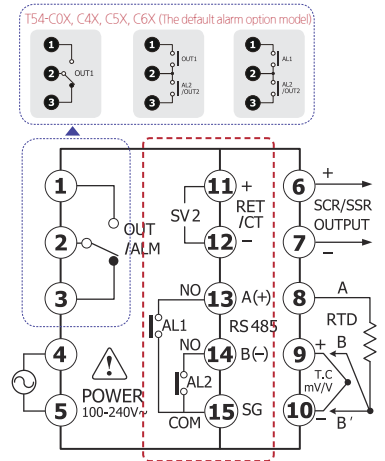 T54-C0X, C4X, C5X, C6X (The default alarm option model)
1
2 OUT1
3
1 OUT1
2 AL2
3 /OUT2
1 AL1
2 AL2
3 /OUT2
1
2
3
OUT
/ALM
4
5
POWER
100-240V~
11 + RET
SV2 /CT
12 −
NO 13 A(+)
AL1 RS485
NO 14 B(−)
AL2
COM 15 SG
6 +
SCR/SSR
OUTPUT
7 −
8 A
RTD
9 + B
T.C
mV/V
10 − B'